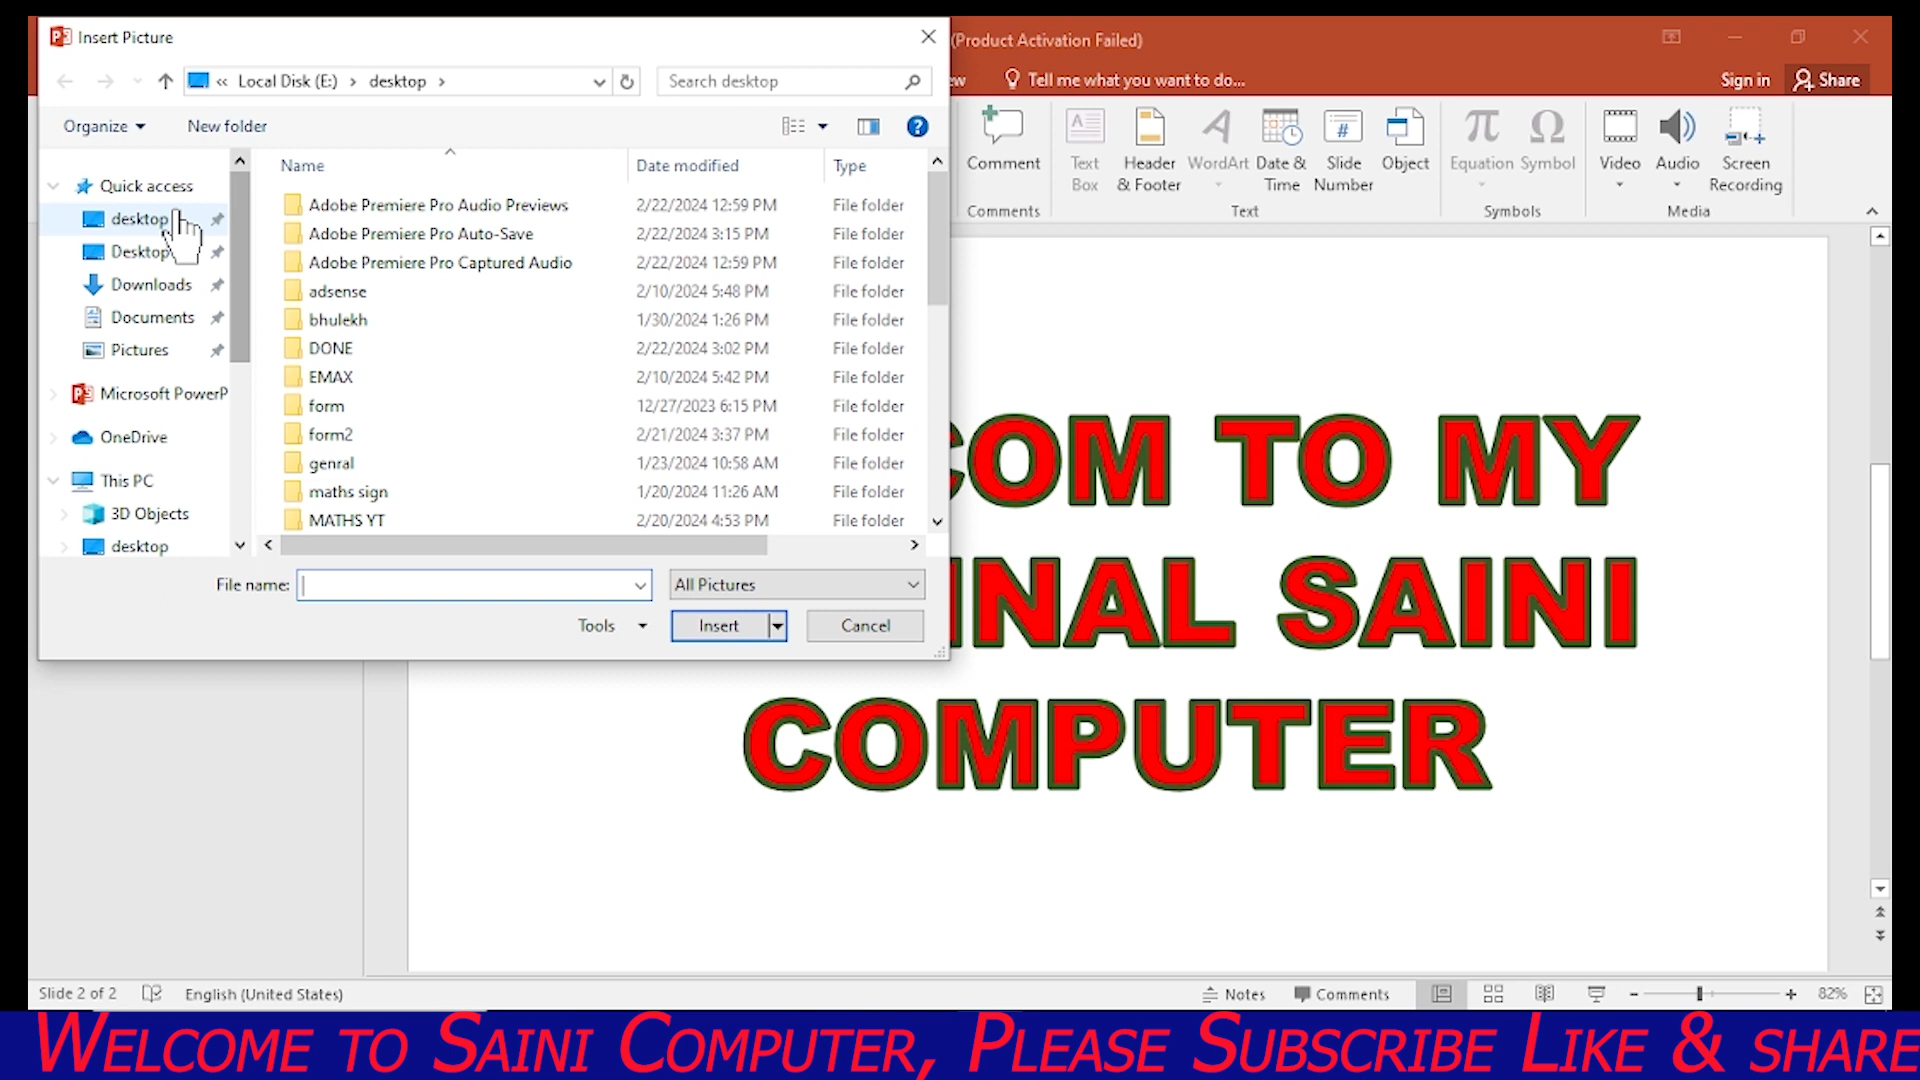 Insert Picture
(Product Activation Failed)
« Local Disk (E:) › desktop ›
Search desktop
Tell me what you want to do...
Sign in
Share
Organize
New folder
Comment
Text Box
Header & Footer
WordArt
Date & Time
Slide Number
Object
Equation
Symbol
Video
Audio
Screen Recording
Comments
Text
Symbols
Media
Name Date modified Type
Quick access
desktop
Desktop
Downloads
Documents
Pictures
Microsoft PowerP
OneDrive
This PC
3D Objects
desktop
Adobe Premiere Pro Audio Previews 2/22/2024 12:59 PM File folder
Adobe Premiere Pro Auto-Save 2/22/2024 3:15 PM File folder
Adobe Premiere Pro Captured Audio 2/22/2024 12:59 PM File folder
adsense 2/10/2024 5:48 PM File folder
bhulekh 1/30/2024 1:26 PM File folder
DONE 2/22/2024 3:02 PM File folder
EMAX 2/10/2024 5:42 PM File folder
form 12/27/2023 6:15 PM File folder
form2 2/21/2024 3:37 PM File folder
genral 1/23/2024 10:58 AM File folder
maths sign 1/20/2024 11:26 AM File folder
MATHS YT 2/20/2024 4:53 PM File folder
File name:
All Pictures
Tools
Insert
Cancel
COM TO MY
INAL SAINI
COMPUTER
Slide 2 of 2
English (United States)
Notes
Comments
82%
WELCOME TO SAINI COMPUTER, PLEASE SUBSCRIBE LIKE & SHARE